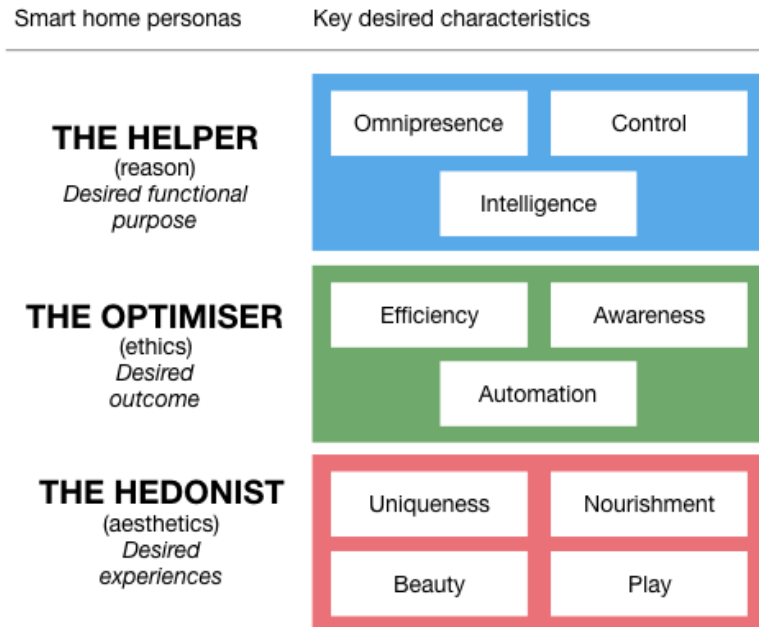 Smart home personas
Key desired characteristics
THE HELPER
(reason)
Desired functional
purpose
Omnipresence
Control
Intelligence
THE OPTIMISER
(ethics)
Desired
outcome
Efficiency
Awareness
Automation
THE HEDONIST
(aesthetics)
Desired
experiences
Uniqueness
Nourishment
Beauty
Play